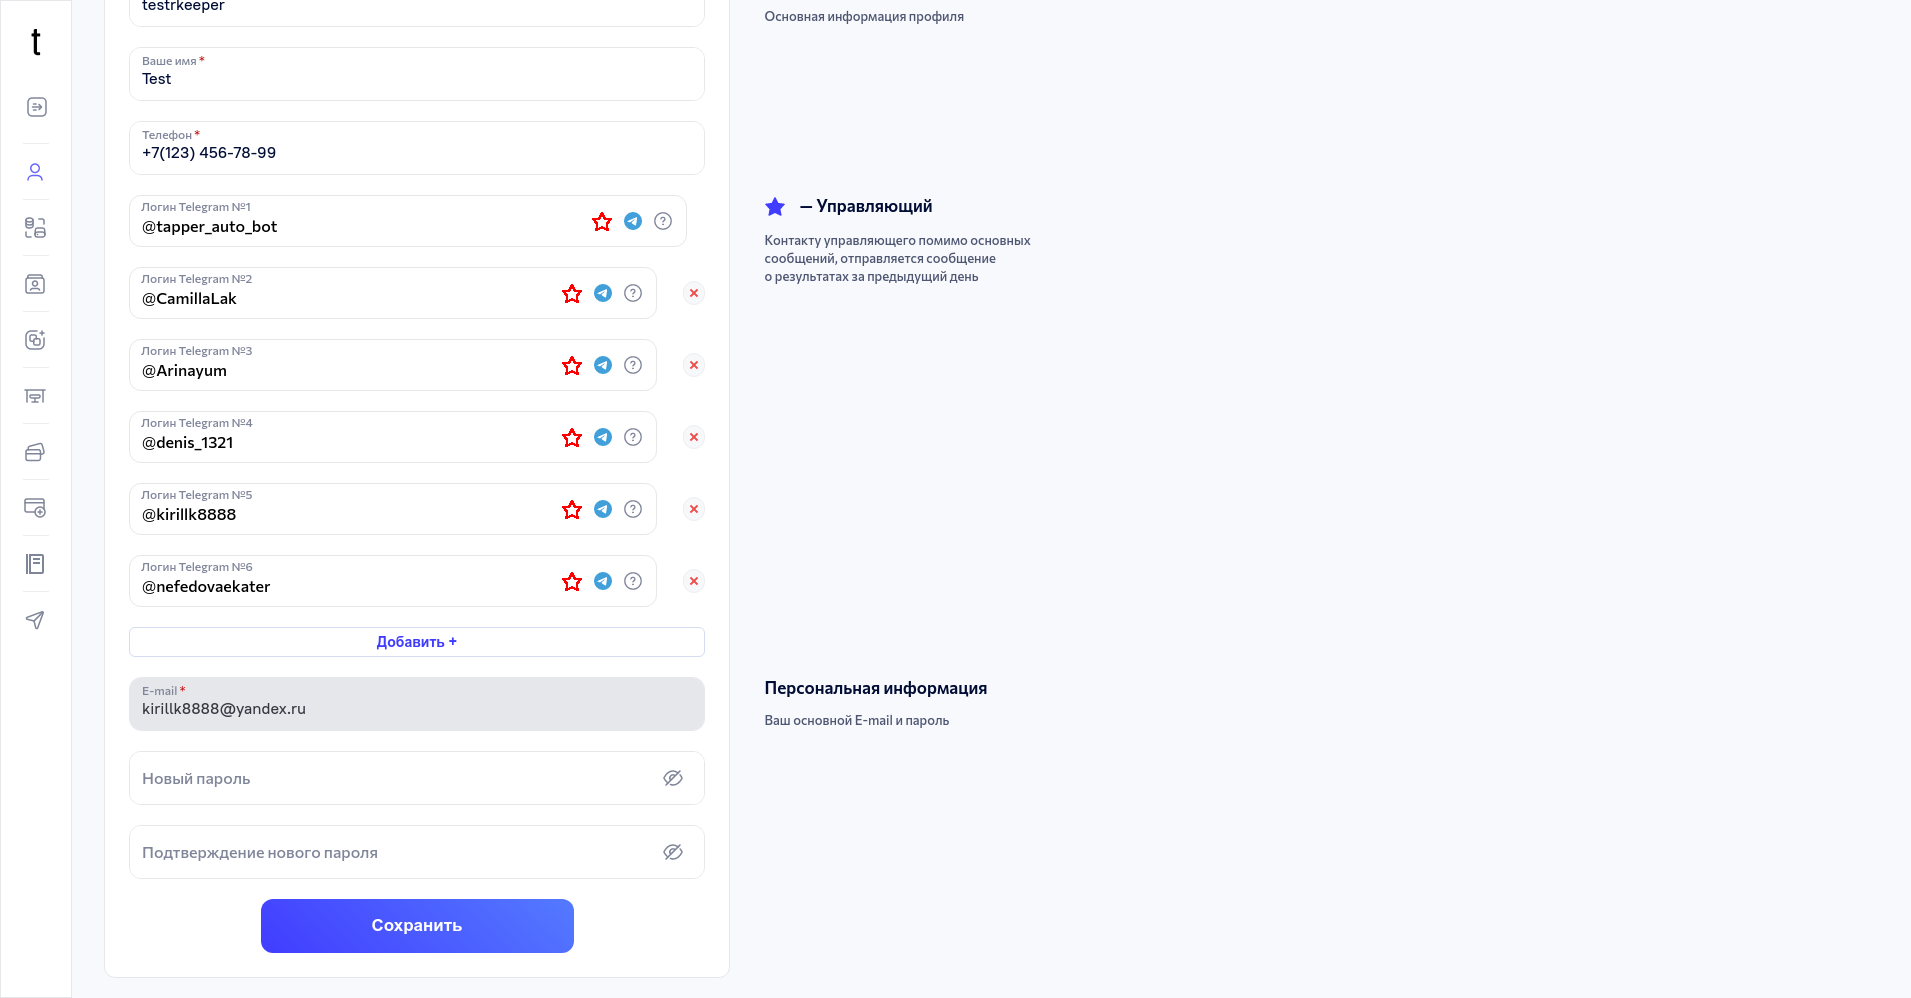 testrkeeper
Основная информация профиля
t
Ваше имя *
Test
Телефон *
+7(123) 456-78-99
Логин Telegram №1
@tapper_auto_bot
— Управляющий
Контакту управляющего помимо основных
сообщений, отправляется сообщение
о результатах за предыдущий день
Логин Telegram №2
@CamillaLak
Логин Telegram №3
@Arinayum
Логин Telegram №4
@denis_1321
Логин Telegram №5
@kirillk8888
Логин Telegram №6
@nefedovaekater
Добавить +
E-mail *
kirillk8888@yandex.ru
Персональная информация
Ваш основной E-mail и пароль
Новый пароль
Подтверждение нового пароля
Сохранить